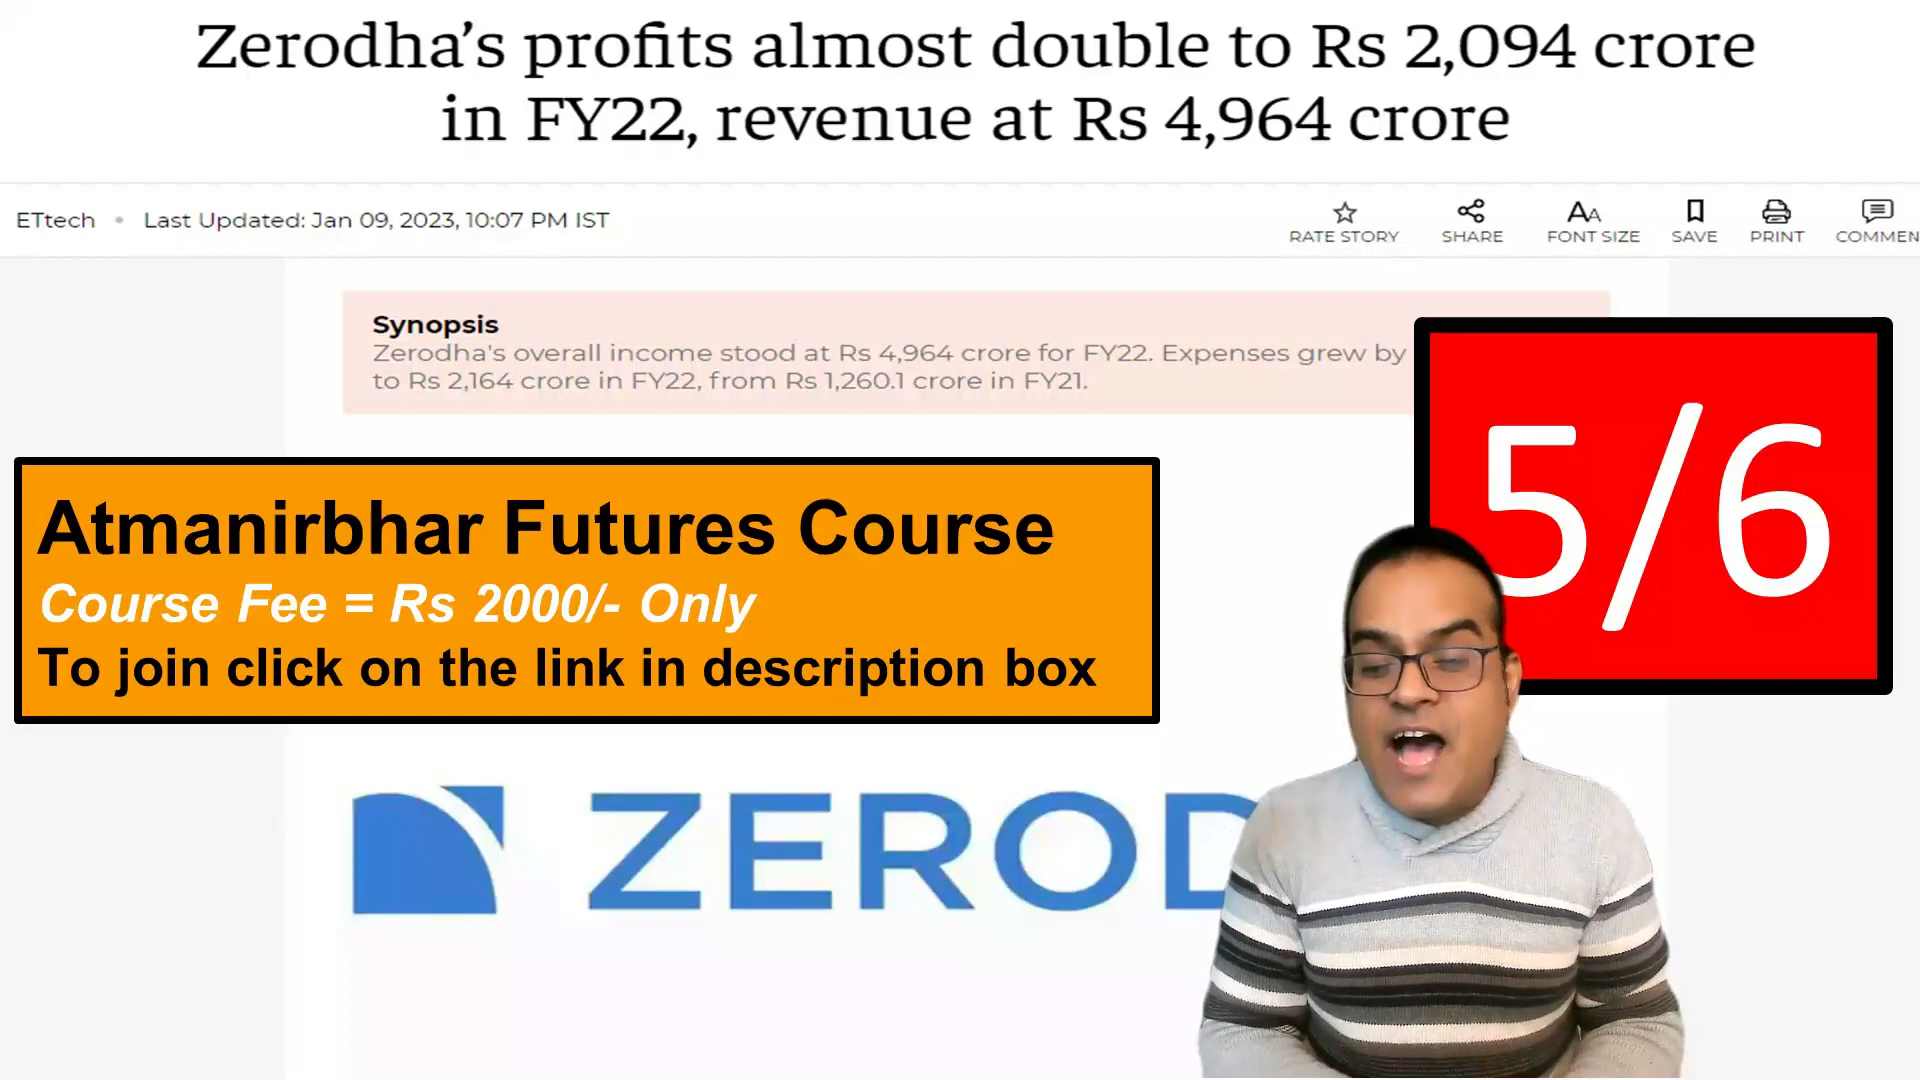 Zerodha's profits almost double to Rs 2,094 crore
in FY22, revenue at Rs 4,964 crore
ETtech • Last Updated: Jan 09, 2023, 10:07 PM IST
RATE STORY
SHARE
FONT SIZE
SAVE
PRINT
COMMEN
Synopsis
Zerodha's overall income stood at Rs 4,964 crore for FY22. Expenses grew by
to Rs 2,164 crore in FY22, from Rs 1,260.1 crore in FY21.
5/6
Atmanirbhar Futures Course
Course Fee = Rs 2000/- Only
To join click on the link in description box
ZEROD